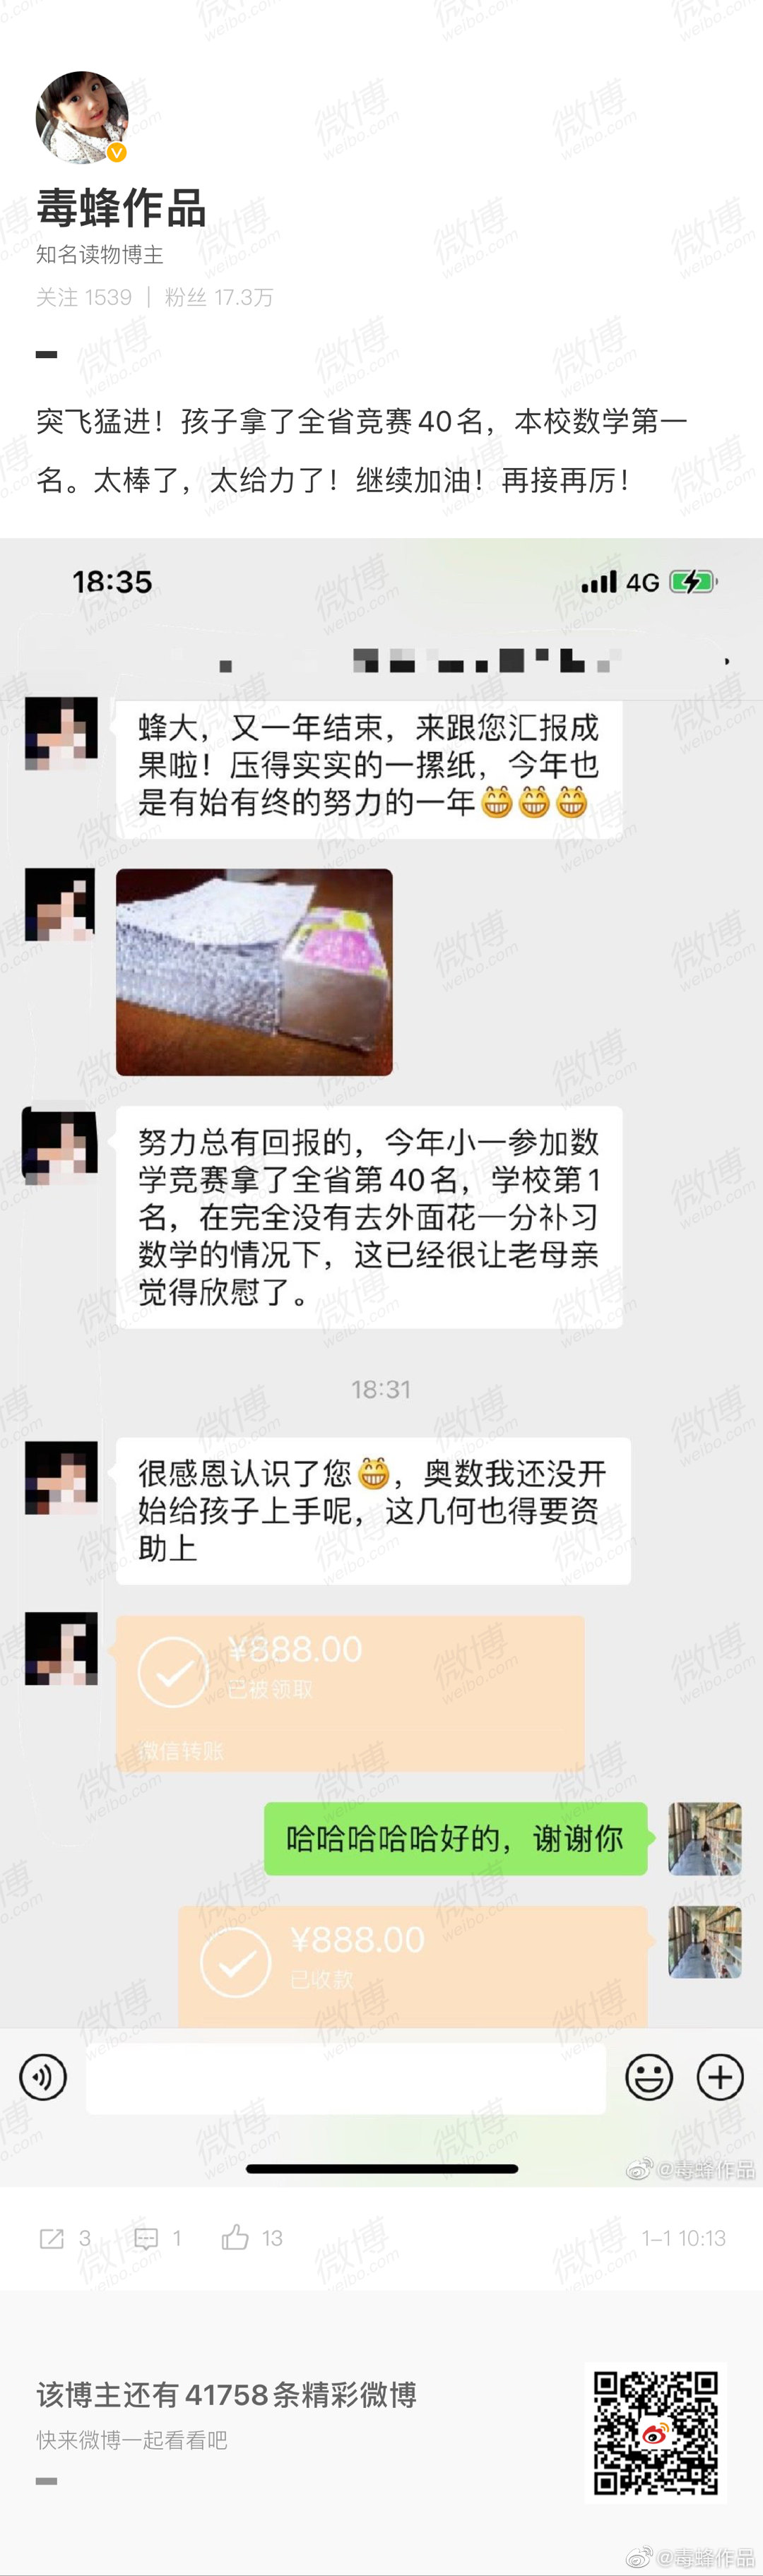 毒蜂作品
知名读物博主
关注 1539 | 粉丝 17.3万
突飞猛进！孩子拿了全省竞赛40名，本校数学第一
名。太棒了，太给力了！继续加油！再接再厉！
18:35
4G
蜂大，又一年结束，来跟您汇报成
果啦！压得实实的一摞纸，今年也
是有始有终的努力的一年😁😁😁
努力总有回报的，今年小一参加数
学竞赛拿了全省第40名，学校第1
名，在完全没有去外面花一分补习
数学的情况下，这已经很让老母亲
觉得欣慰了。
18:31
很感恩认识了您😁，奥数我还没开
始给孩子上手呢，这几何也得要资
助上
¥888.00
已被领取
微信转账
哈哈哈哈哈好的，谢谢你
¥888.00
已收款
@毒蜂作品
3 1 13 1-1 10:13
该博主还有41758条精彩微博
快来微博一起看看吧
@毒蜂作品
微博
weibo.com